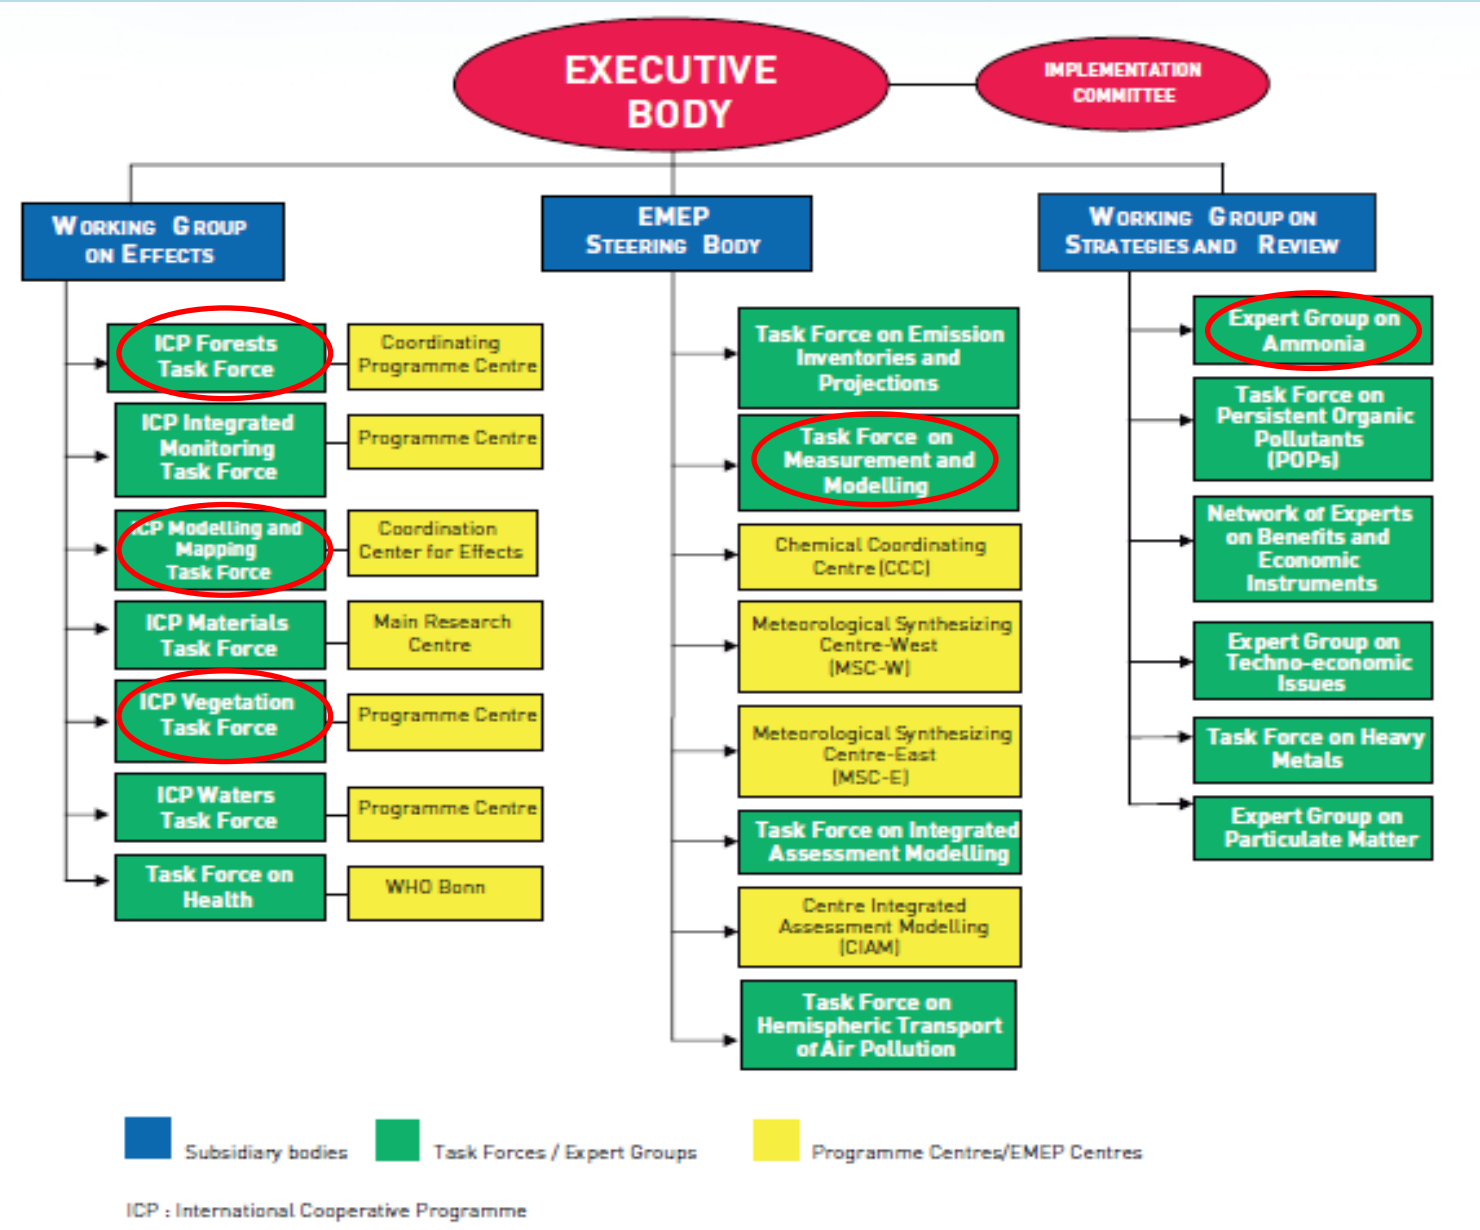 EXECUTIVE
BODY
IMPLEMENTATION
COMMITTEE
WORKING GROUP
ON EFFECTS
ICP Forests
Task Force
Coordinating
Programme Centre
ICP Integrated
Monitoring
Task Force
Programme Centre
ICP Modelling and
Mapping
Task Force
Coordination
Center for Effects
ICP Materials
Task Force
Main Research
Centre
ICP Vegetation
Task Force
Programme Centre
ICP Waters
Task Force
Programme Centre
Task Force on
Health
WHO Bonn
EMEP
STEERING BODY
Task Force on Emission
Inventories and
Projections
Task Force on
Measurement and
Modelling
Chemical Coordinating
Centre (CCC)
Meteorological Synthesizing
Centre-West
(MSC-W)
Meteorological Synthesizing
Centre-East
(MSC-E)
Task Force on Integrated
Assessment Modelling
Centre Integrated
Assessment Modelling
(CIAM)
Task Force on
Hemispheric Transport
of Air Pollution
WORKING GROUP ON
STRATEGIES AND REVIEW
Expert Group on
Ammonia
Task Force on
Persistent Organic
Pollutants
(POPs)
Network of Experts
on Benefits and
Economic
Instruments
Expert Group on
Techno-economic
Issues
Task Force on Heavy
Metals
Expert Group on
Particulate Matter
Subsidiary bodies
Task Forces / Expert Groups
Programme Centres/EMEP Centres
ICP : International Cooperative Programme